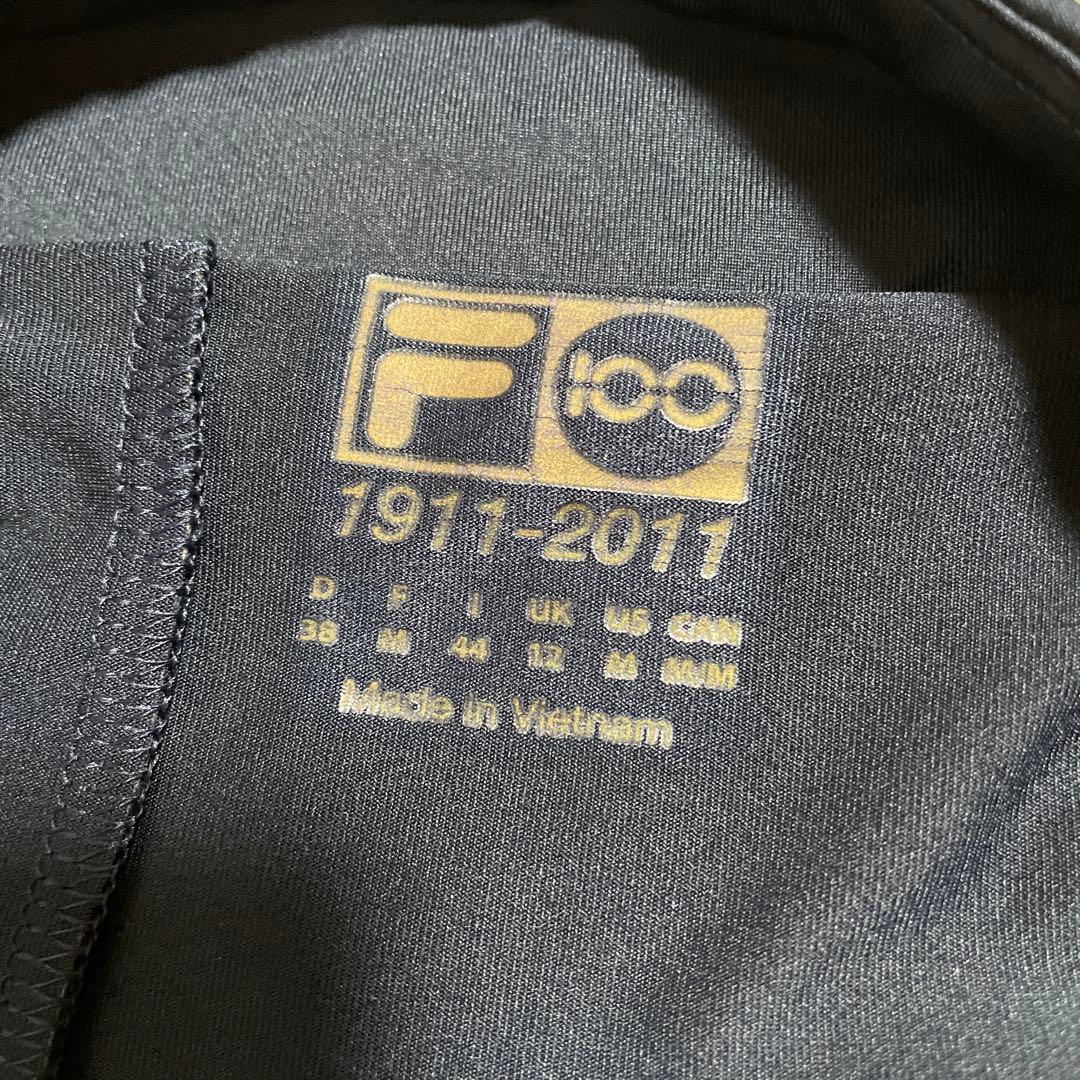 F 100
1911-2011
D F I UK US CAN
38 M 44 12 M M/M
Made in Vietnam